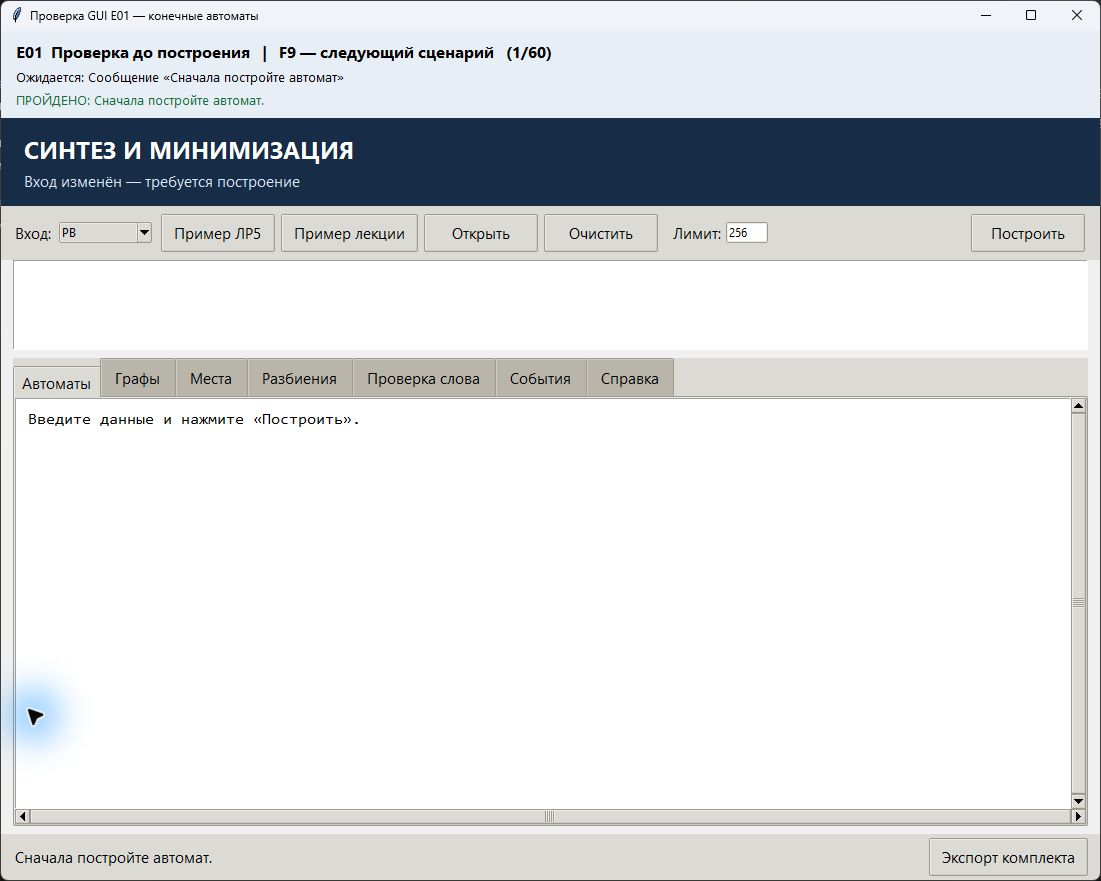 Проверка GUI E01 — конечные автоматы
E01 Проверка до построения | F9 — следующий сценарий (1/60)
Ожидается: Сообщение «Сначала постройте автомат»
ПРОЙДЕНО: Сначала постройте автомат.
СИНТЕЗ И МИНИМИЗАЦИЯ
Вход изменён — требуется построение
Вход: РВ Пример ЛР5 Пример лекции Открыть Очистить Лимит: 256 Построить
Автоматы Графы Места Разбиения Проверка слова События Справка
Введите данные и нажмите «Построить».
Сначала постройте автомат. Экспорт комплекта